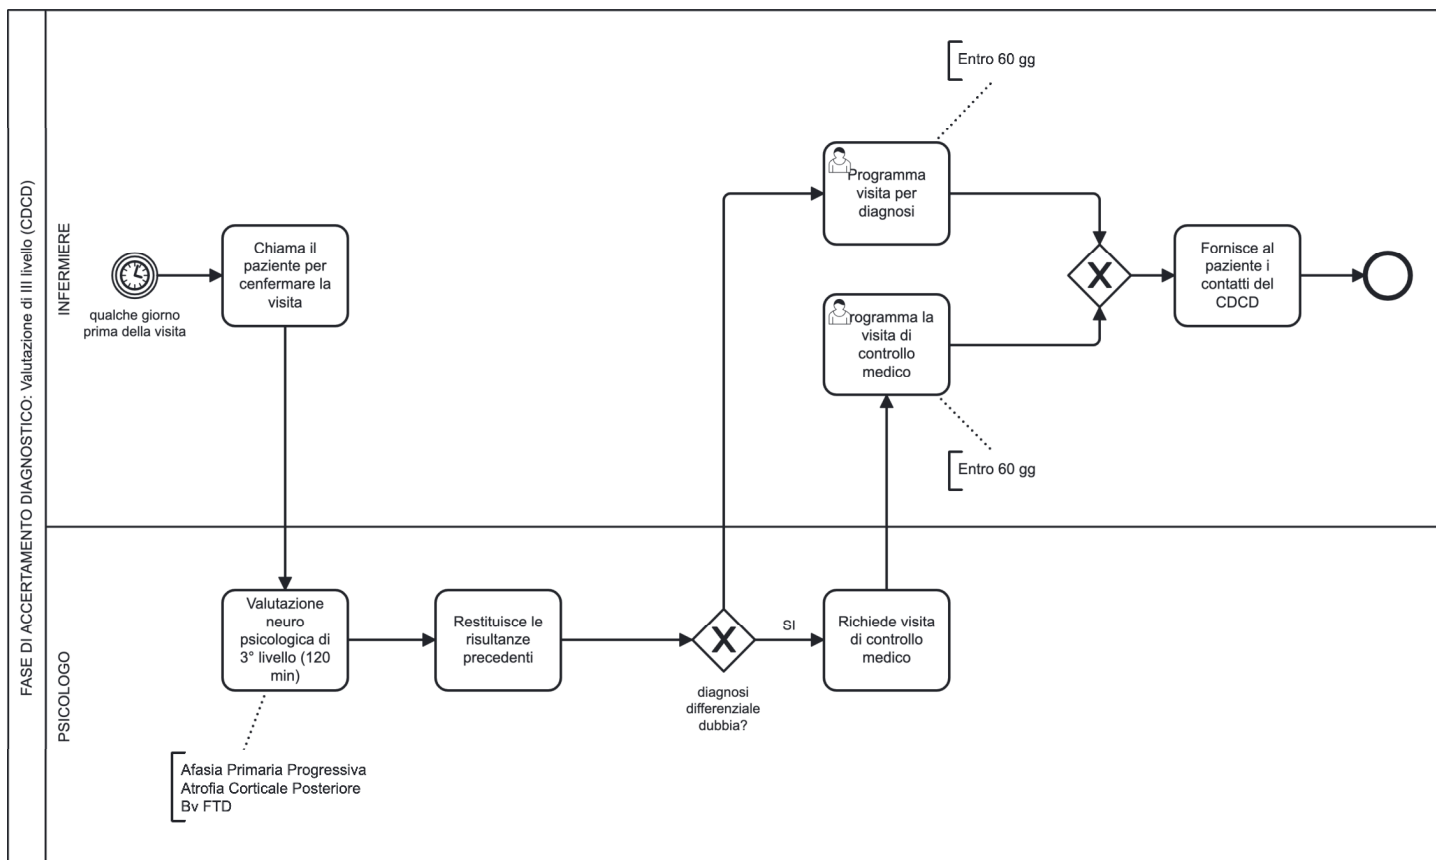 FASE DI ACCERTAMENTO DIAGNOSTICO: Valutazione di III livello (CDCD)
INFERMIERE
qualche giorno
prima della visita
Chiama il
paziente per
cenfermare la
visita
Entro 60 gg
Programma
visita per
diagnosi
rogramma la
visita di
controllo
medico
Entro 60 gg
Fornisce al
paziente i
contatti del
CDCD
PSICOLOGO
Valutazione
neuro
psicologica di
3° livello (120
min)
Restituisce le
risultanze
precedenti
diagnosi
differenziale
dubbia?
SI
Richiede visita
di controllo
medico
Afasia Primaria Progressiva
Atrofia Corticale Posteriore
Bv FTD